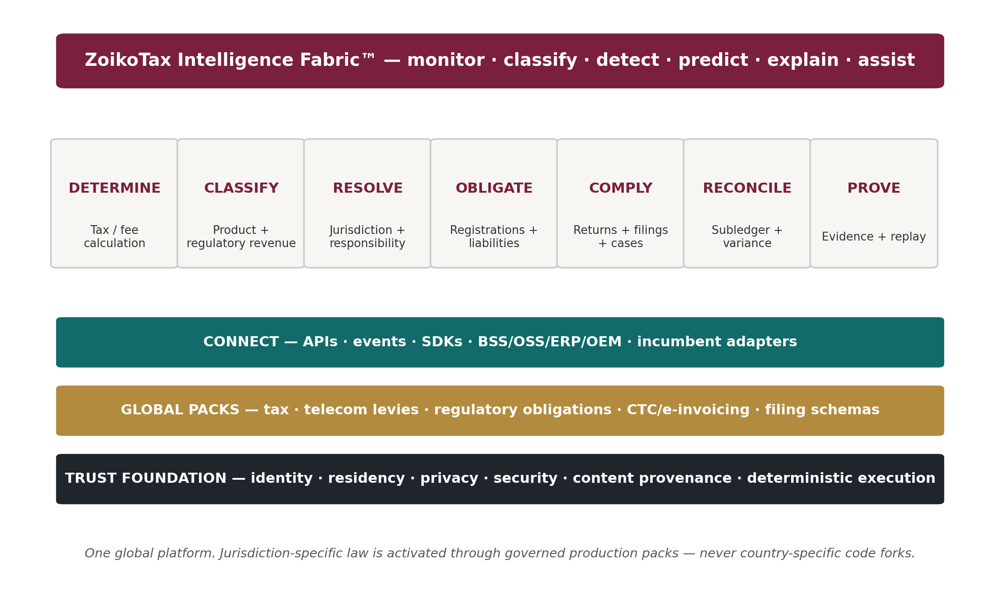 ZoikoTax Intelligence Fabric™ — monitor · classify · detect · predict · explain · assist
DETERMINE
Tax / fee
calculation
CLASSIFY
Product +
regulatory revenue
RESOLVE
Jurisdiction +
responsibility
OBLIGATE
Registrations +
liabilities
COMPLY
Returns + filings
+ cases
RECONCILE
Subledger +
variance
PROVE
Evidence + replay
CONNECT — APIs · events · SDKs · BSS/OSS/ERP/OEM · incumbent adapters
GLOBAL PACKS — tax · telecom levies · regulatory obligations · CTC/e-invoicing · filing schemas
TRUST FOUNDATION — identity · residency · privacy · security · content provenance · deterministic execution
One global platform. Jurisdiction-specific law is activated through governed production packs — never country-specific code forks.